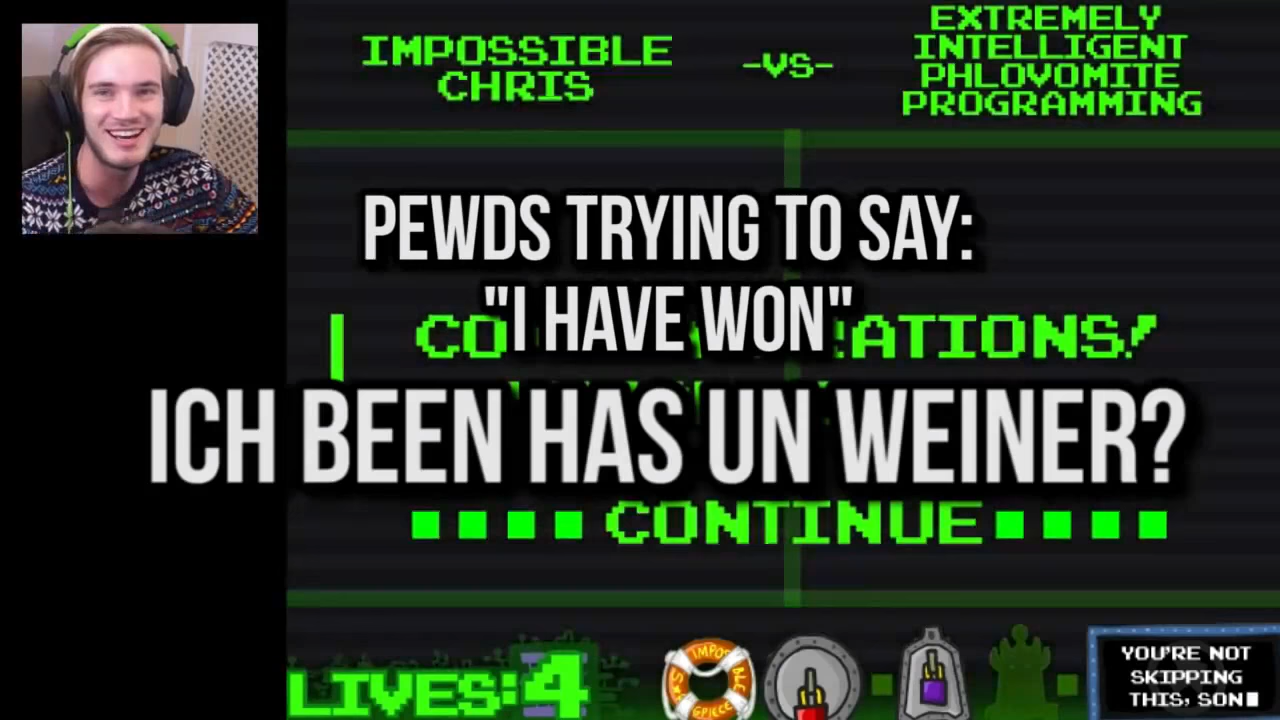 IMPOSSIBLE
CHRIS
-VS-
EXTREMELY
INTELLIGENT
PHLOVOMITE
PROGRAMMING
PEWDS TRYING TO SAY:
"I HAVE WON"
ICH BEEN HAS UN WEINER?
CONTINUE
LIVES:4
YOU'RE NOT
SKIPPING
THIS, SON